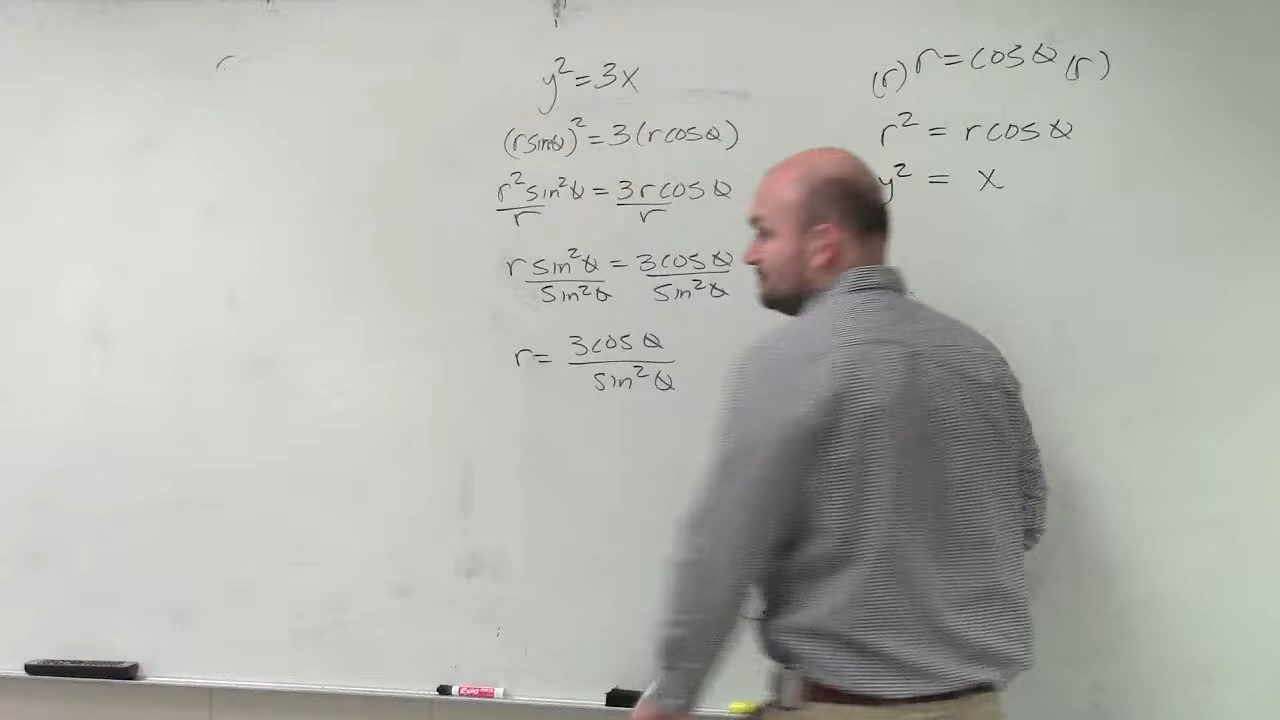 y² = 3x
(r sinθ)² = 3(r cosθ)
r² sin²θ / r = 3r cosθ / r
r sin²θ / sin²θ = 3cosθ / sin²θ
r = 3cosθ / sin²θ
(r) r = cosθ (r)
r² = r cosθ
y² = x
EXPO